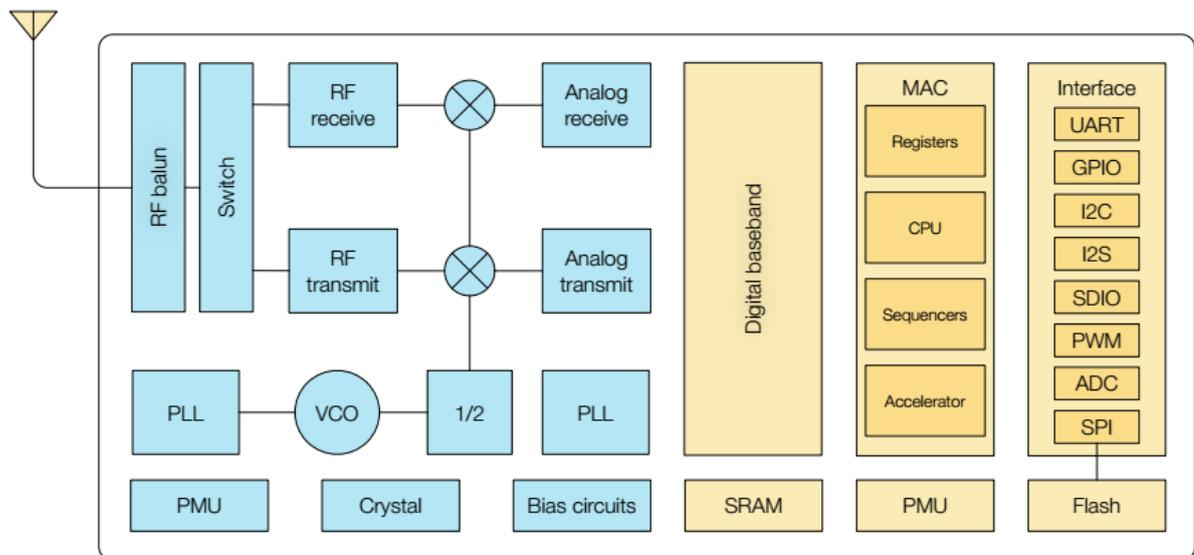 RF balun
Switch
RF
receive
Analog
receive
RF
transmit
Analog
transmit
PLL
VCO
1/2
PLL
PMU
Crystal
Bias circuits
Digital baseband
SRAM
MAC
Registers
CPU
Sequencers
Accelerator
PMU
Interface
UART
GPIO
I2C
I2S
SDIO
PWM
ADC
SPI
Flash